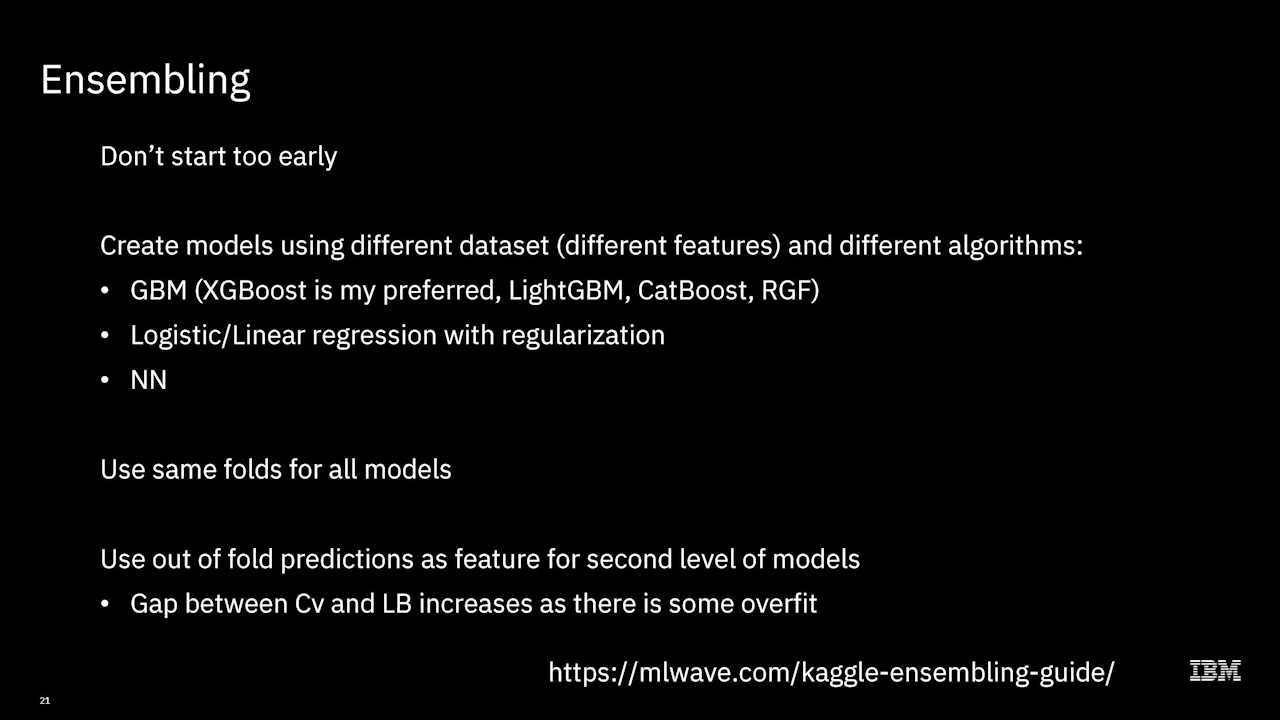 Ensembling
Don't start too early
Create models using different dataset (different features) and different algorithms:
• GBM (XGBoost is my preferred, LightGBM, CatBoost, RGF)
• Logistic/Linear regression with regularization
• NN
Use same folds for all models
Use out of fold predictions as feature for second level of models
• Gap between Cv and LB increases as there is some overfit
https://mlwave.com/kaggle-ensembling-guide/
IBM
21